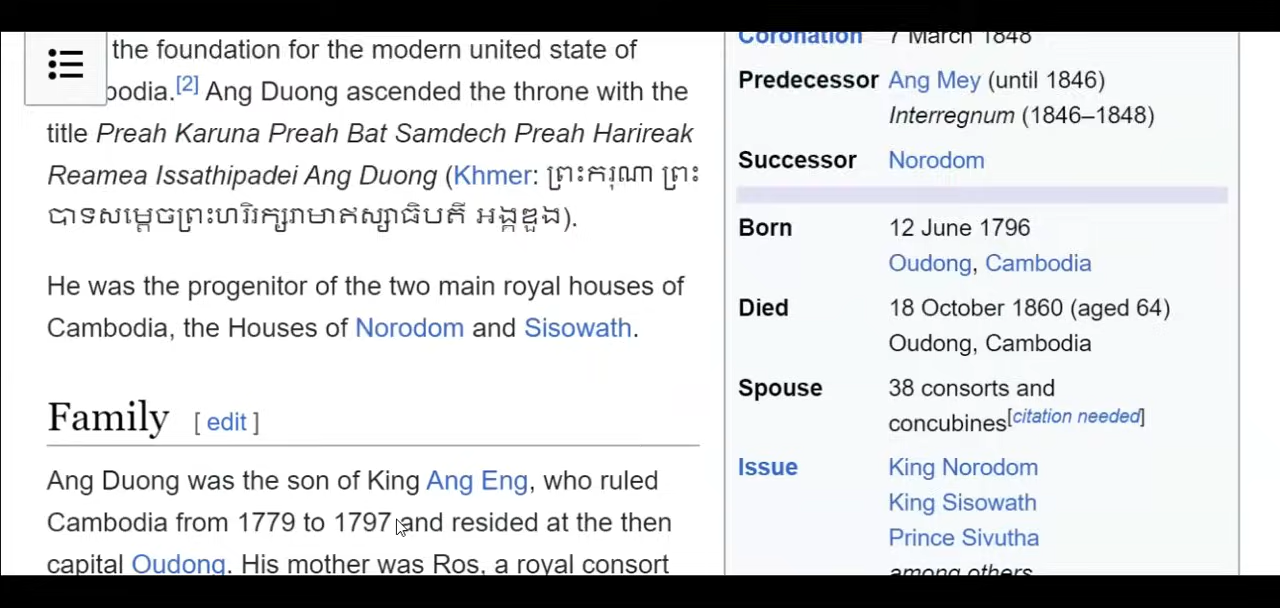 the foundation for the modern united state of
bodia.[2] Ang Duong ascended the throne with the
title Preah Karuna Preah Bat Samdech Preah Harireak
Reamea Issathipadei Ang Duong (Khmer: ព្រះករុណា ព្រះ
បាទសម្តេចព្រះហរិរក្សរាមាឥស្សាធិបតី អង្គឌួង).
He was the progenitor of the two main royal houses of
Cambodia, the Houses of Norodom and Sisowath.
Family [ edit ]
Ang Duong was the son of King Ang Eng, who ruled
Cambodia from 1779 to 1797 and resided at the then
capital Oudong. His mother was Ros, a royal consort
Coronation 7 March 1848
Predecessor Ang Mey (until 1846)
Interregnum (1846–1848)
Successor Norodom
Born 12 June 1796
Oudong, Cambodia
Died 18 October 1860 (aged 64)
Oudong, Cambodia
Spouse 38 consorts and
concubines[citation needed]
Issue King Norodom
King Sisowath
Prince Sivutha
among others